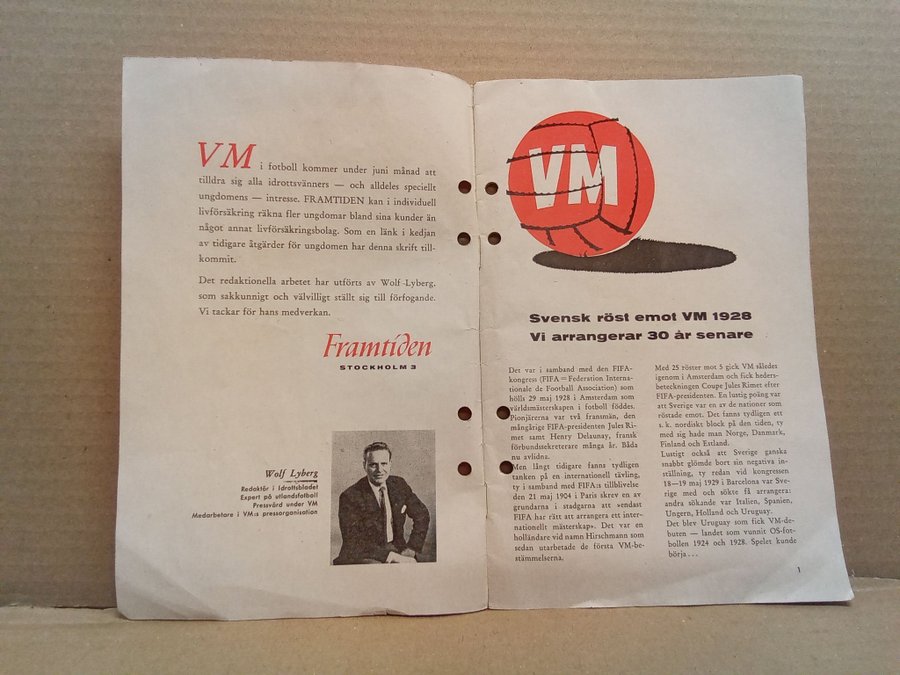 VM i fotboll kommer under juni månad att
tilldra sig alla idrottsvänners — och alldeles speciellt
ungdomens — intresse. FRAMTIDEN kan i individuell
livförsäkring räkna fler ungdomar bland sina kunder än
något annat livförsäkringsbolag. Som en länk i kedjan
av tidigare åtgärder för ungdomen har denna skrift till-
kommit.
Det redaktionella arbetet har utförts av Wolf Lyberg,
som sakkunnigt och välvilligt ställt sig till förfogande.
Vi tackar för hans medverkan.
Framtiden
STOCKHOLM 3
Wolf Lyberg
Redaktör i Idrottsbladet
Expert på utlandsfotboll
Pressvärd under VM
Medarbetare i VM:s pressorganisation
VM
Svensk röst emot VM 1928
Vi arrangerar 30 år senare
Det var i samband med den FIFA-
kongress (FIFA = Federation Interna-
tionale de Football Association) som
hölls 29 maj 1928 i Amsterdam som
världsmästerskapen i fotboll föddes.
Pionjärerna var två fransmän, den
mångårige FIFA-presidenten Jules Ri-
met samt Henry Delaunay, fransk
förbundssekreterare många år. Båda
nu avlidna.
Men långt tidigare fanns tydligen
tanken på en internationell tävling,
ty i samband med FIFA:s tillblivelse
den 21 maj 1904 i Paris skrev en av
grundarna i stadgarna att »endast
FIFA har rätt att arrangera ett inter-
nationellt mästerskap». Det var en
holländare vid namn Hirschmann som
sedan utarbetade de första VM-be-
stämmelserna.
Med 25 röster mot 5 gick VM således
igenom i Amsterdam och fick heders-
beteckningen Coupe Jules Rimet efter
FIFA-presidenten. En lustig poäng var
att Sverige var en av de nationer som
röstade emot. Det fanns tydligen ett
s. k. nordiskt block på den tiden, ty
med sig hade man Norge, Danmark,
Finland och Estland.
Lustigt också att Sverige ganska
snabbt glömde bort sin negativa in-
ställning, ty redan vid kongressen
18—19 maj 1929 i Barcelona var Sve-
rige med och sökte få arrangera:
andra sökande var Italien, Spanien,
Ungern, Holland och Uruguay.
Det blev Uruguay som fick VM-de-
buten — landet som vunnit OS-fot-
bollen 1924 och 1928. Spelet kunde
börja . . .
1